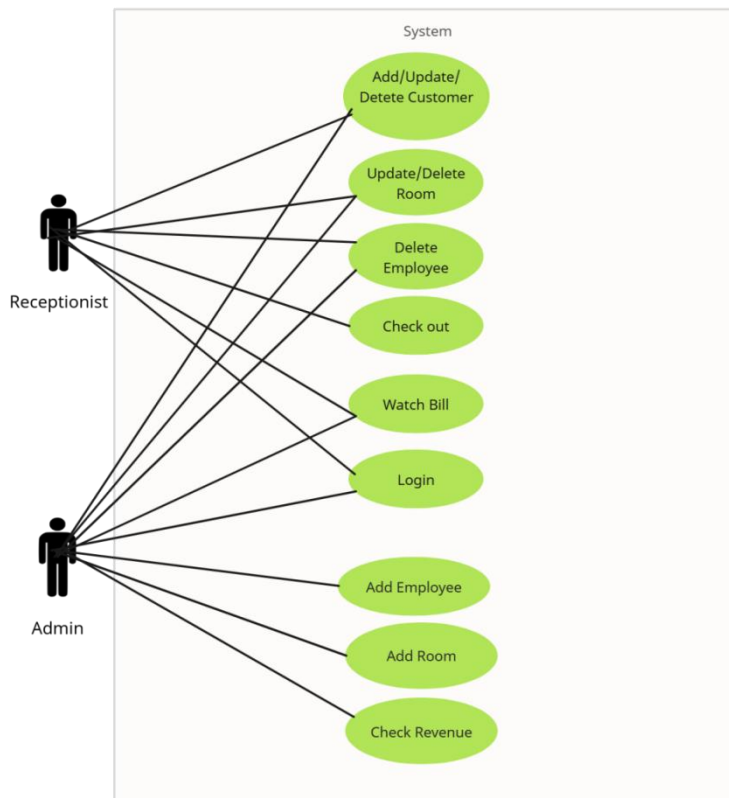 System
Add/Update/
Detete Customer
Update/Delete
Room
Receptionist
Delete
Employee
Check out
Watch Bill
Login
Admin
Add Employee
Add Room
Check Revenue